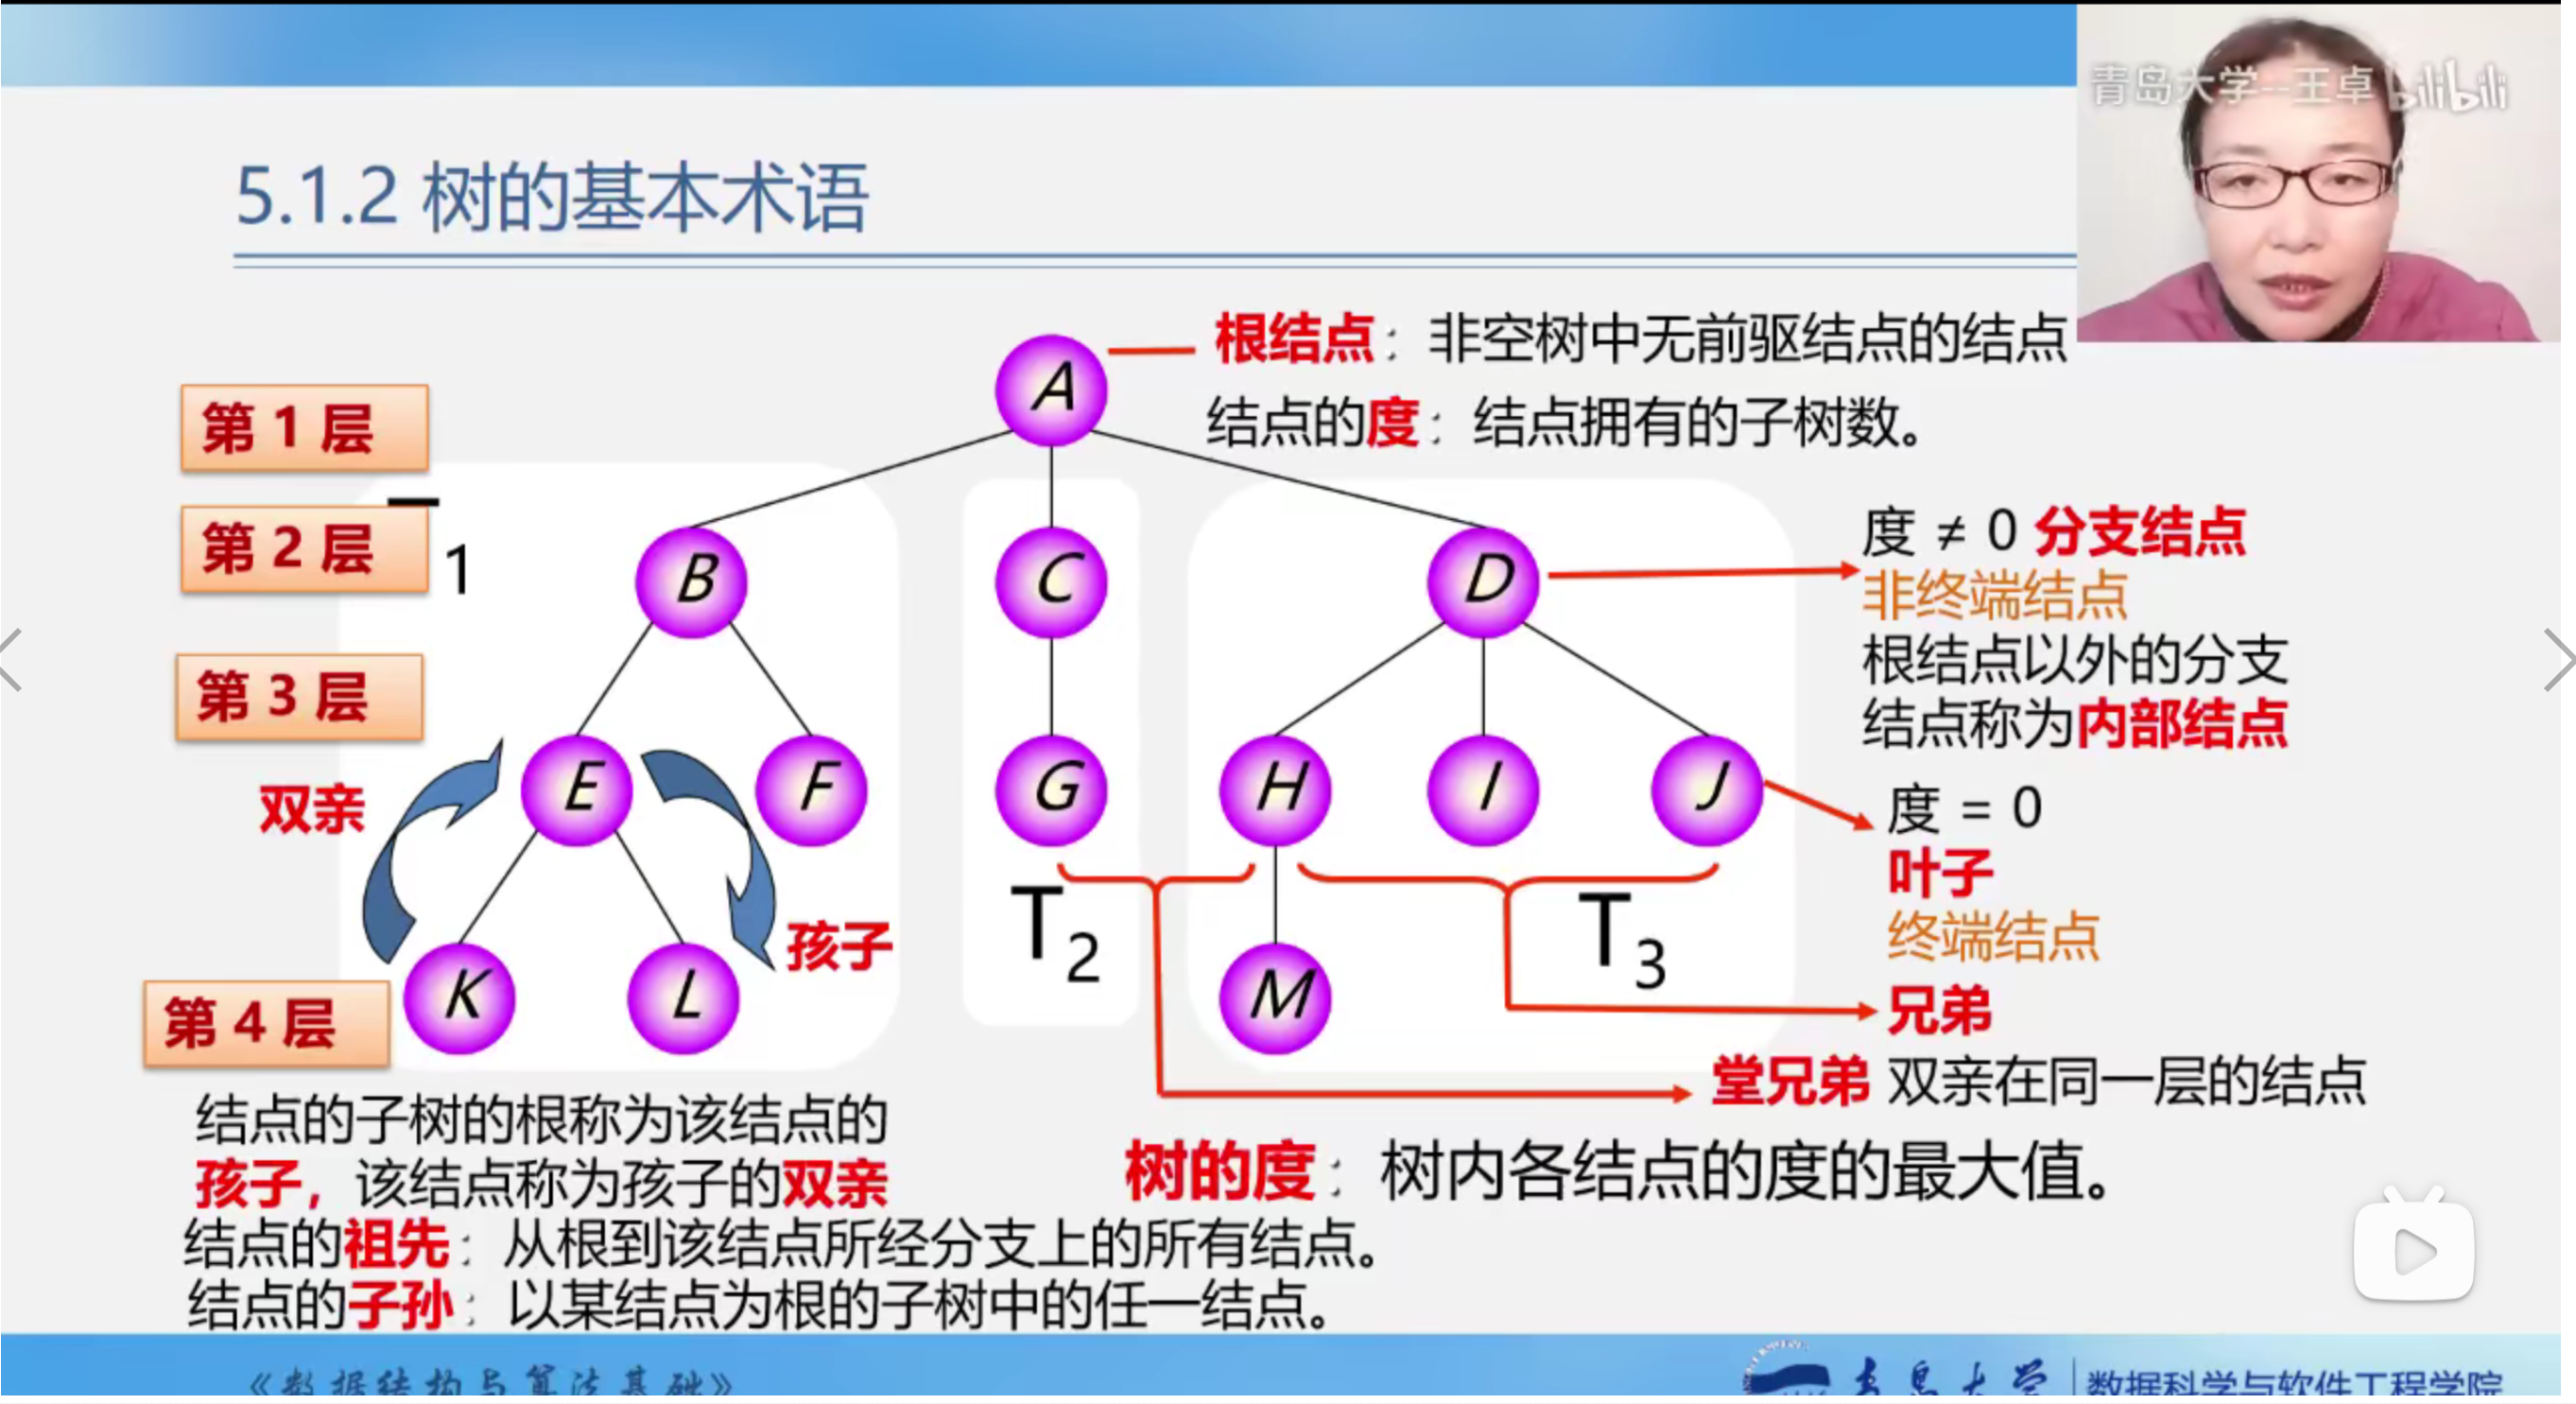 青岛大学--王卓 bilibili
5.1.2 树的基本术语
根结点：非空树中无前驱结点的结点
结点的度：结点拥有的子树数。
第 1 层
第 2 层
第 3 层
第 4 层
1
A
B
C
D
E
F
G
H
I
J
K
L
M
双亲
孩子
T2
T3
度 ≠ 0 分支结点
非终端结点
根结点以外的分支
结点称为内部结点
度 = 0
叶子
终端结点
兄弟
堂兄弟 双亲在同一层的结点
结点的子树的根称为该结点的
孩子，该结点称为孩子的双亲
树的度：树内各结点的度的最大值。
结点的祖先：从根到该结点所经分支上的所有结点。
结点的子孙：以某结点为根的子树中的任一结点。
《数据结构与算法基础》
青岛大学 数据科学与软件工程学院